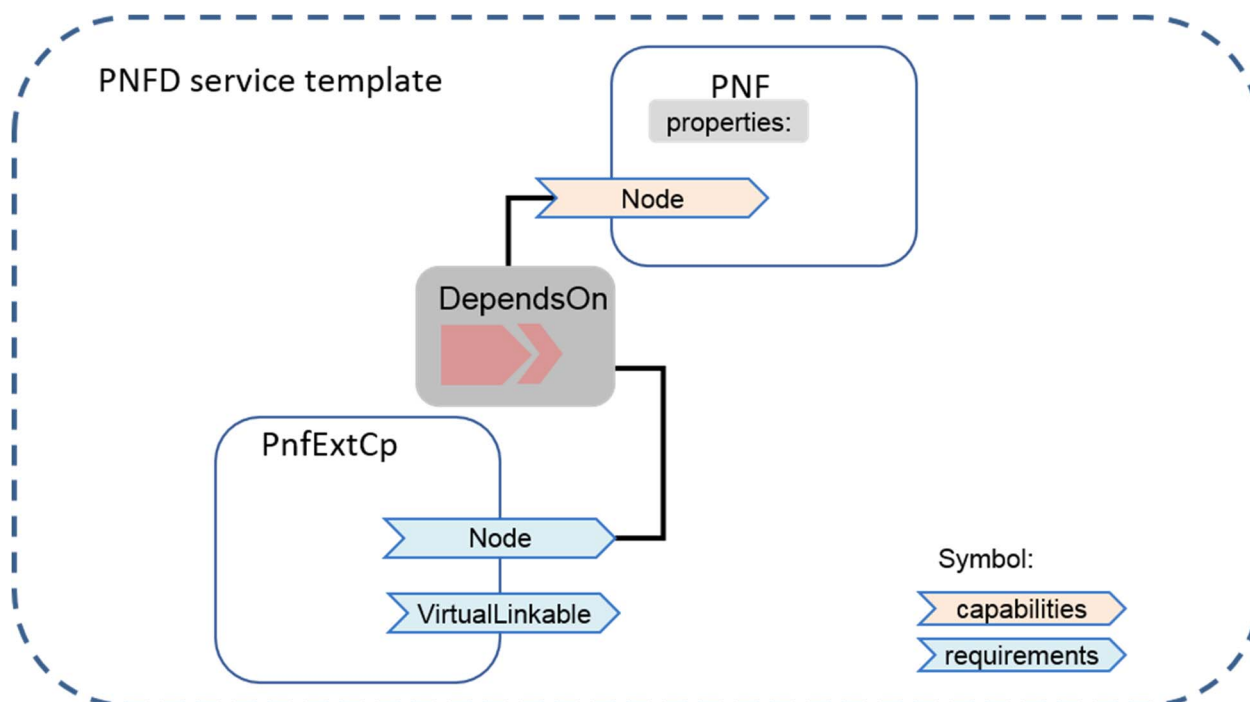 PNFD service template
PNF
properties:
Node
DependsOn
PnfExtCp
Node
VirtualLinkable
Symbol:
capabilities
requirements